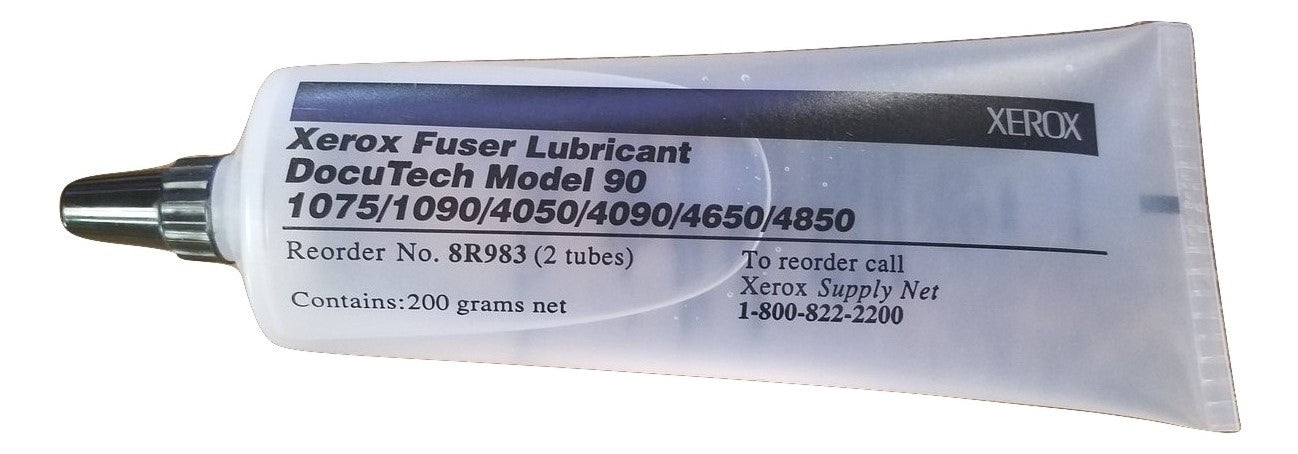 XEROX
Xerox Fuser Lubricant
DocuTech Model 90
1075/1090/4050/4090/4650/4850
Reorder No. 8R983 (2 tubes)
Contains:200 grams net
To reorder call
Xerox Supply Net
1-800-822-2200